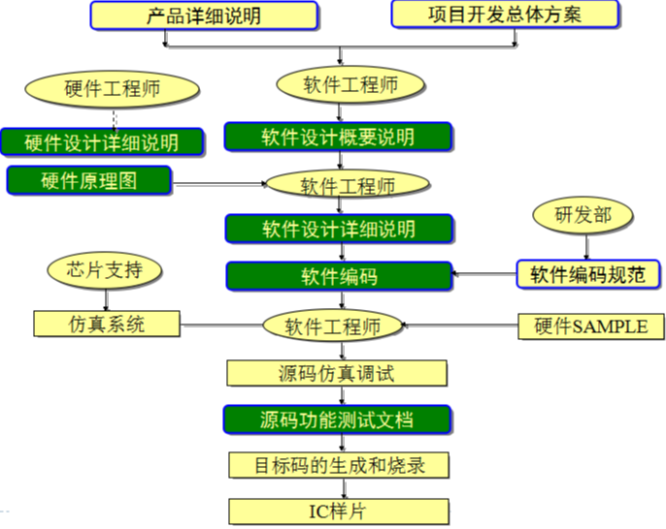 产品详细说明
项目开发总体方案
硬件工程师
软件工程师
硬件设计详细说明
软件设计概要说明
硬件原理图
软件工程师
研发部
软件设计详细说明
芯片支持
软件编码
软件编码规范
仿真系统
软件工程师
硬件SAMPLE
源码仿真调试
源码功能测试文档
目标码的生成和烧录
IC样片